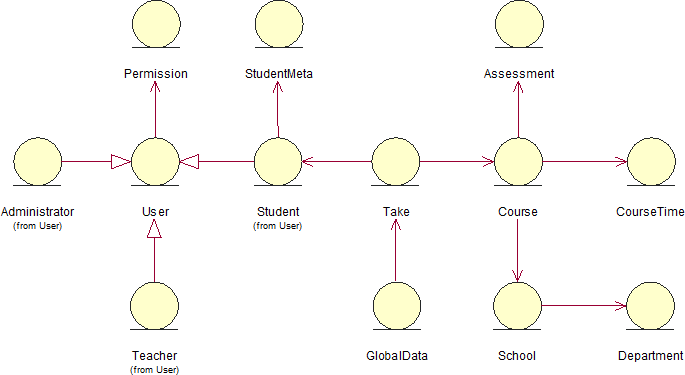 Permission
StudentMeta
Assessment
Administrator
(from User)
User
Student
(from User)
Take
Course
CourseTime
Teacher
(from User)
GlobalData
School
Department